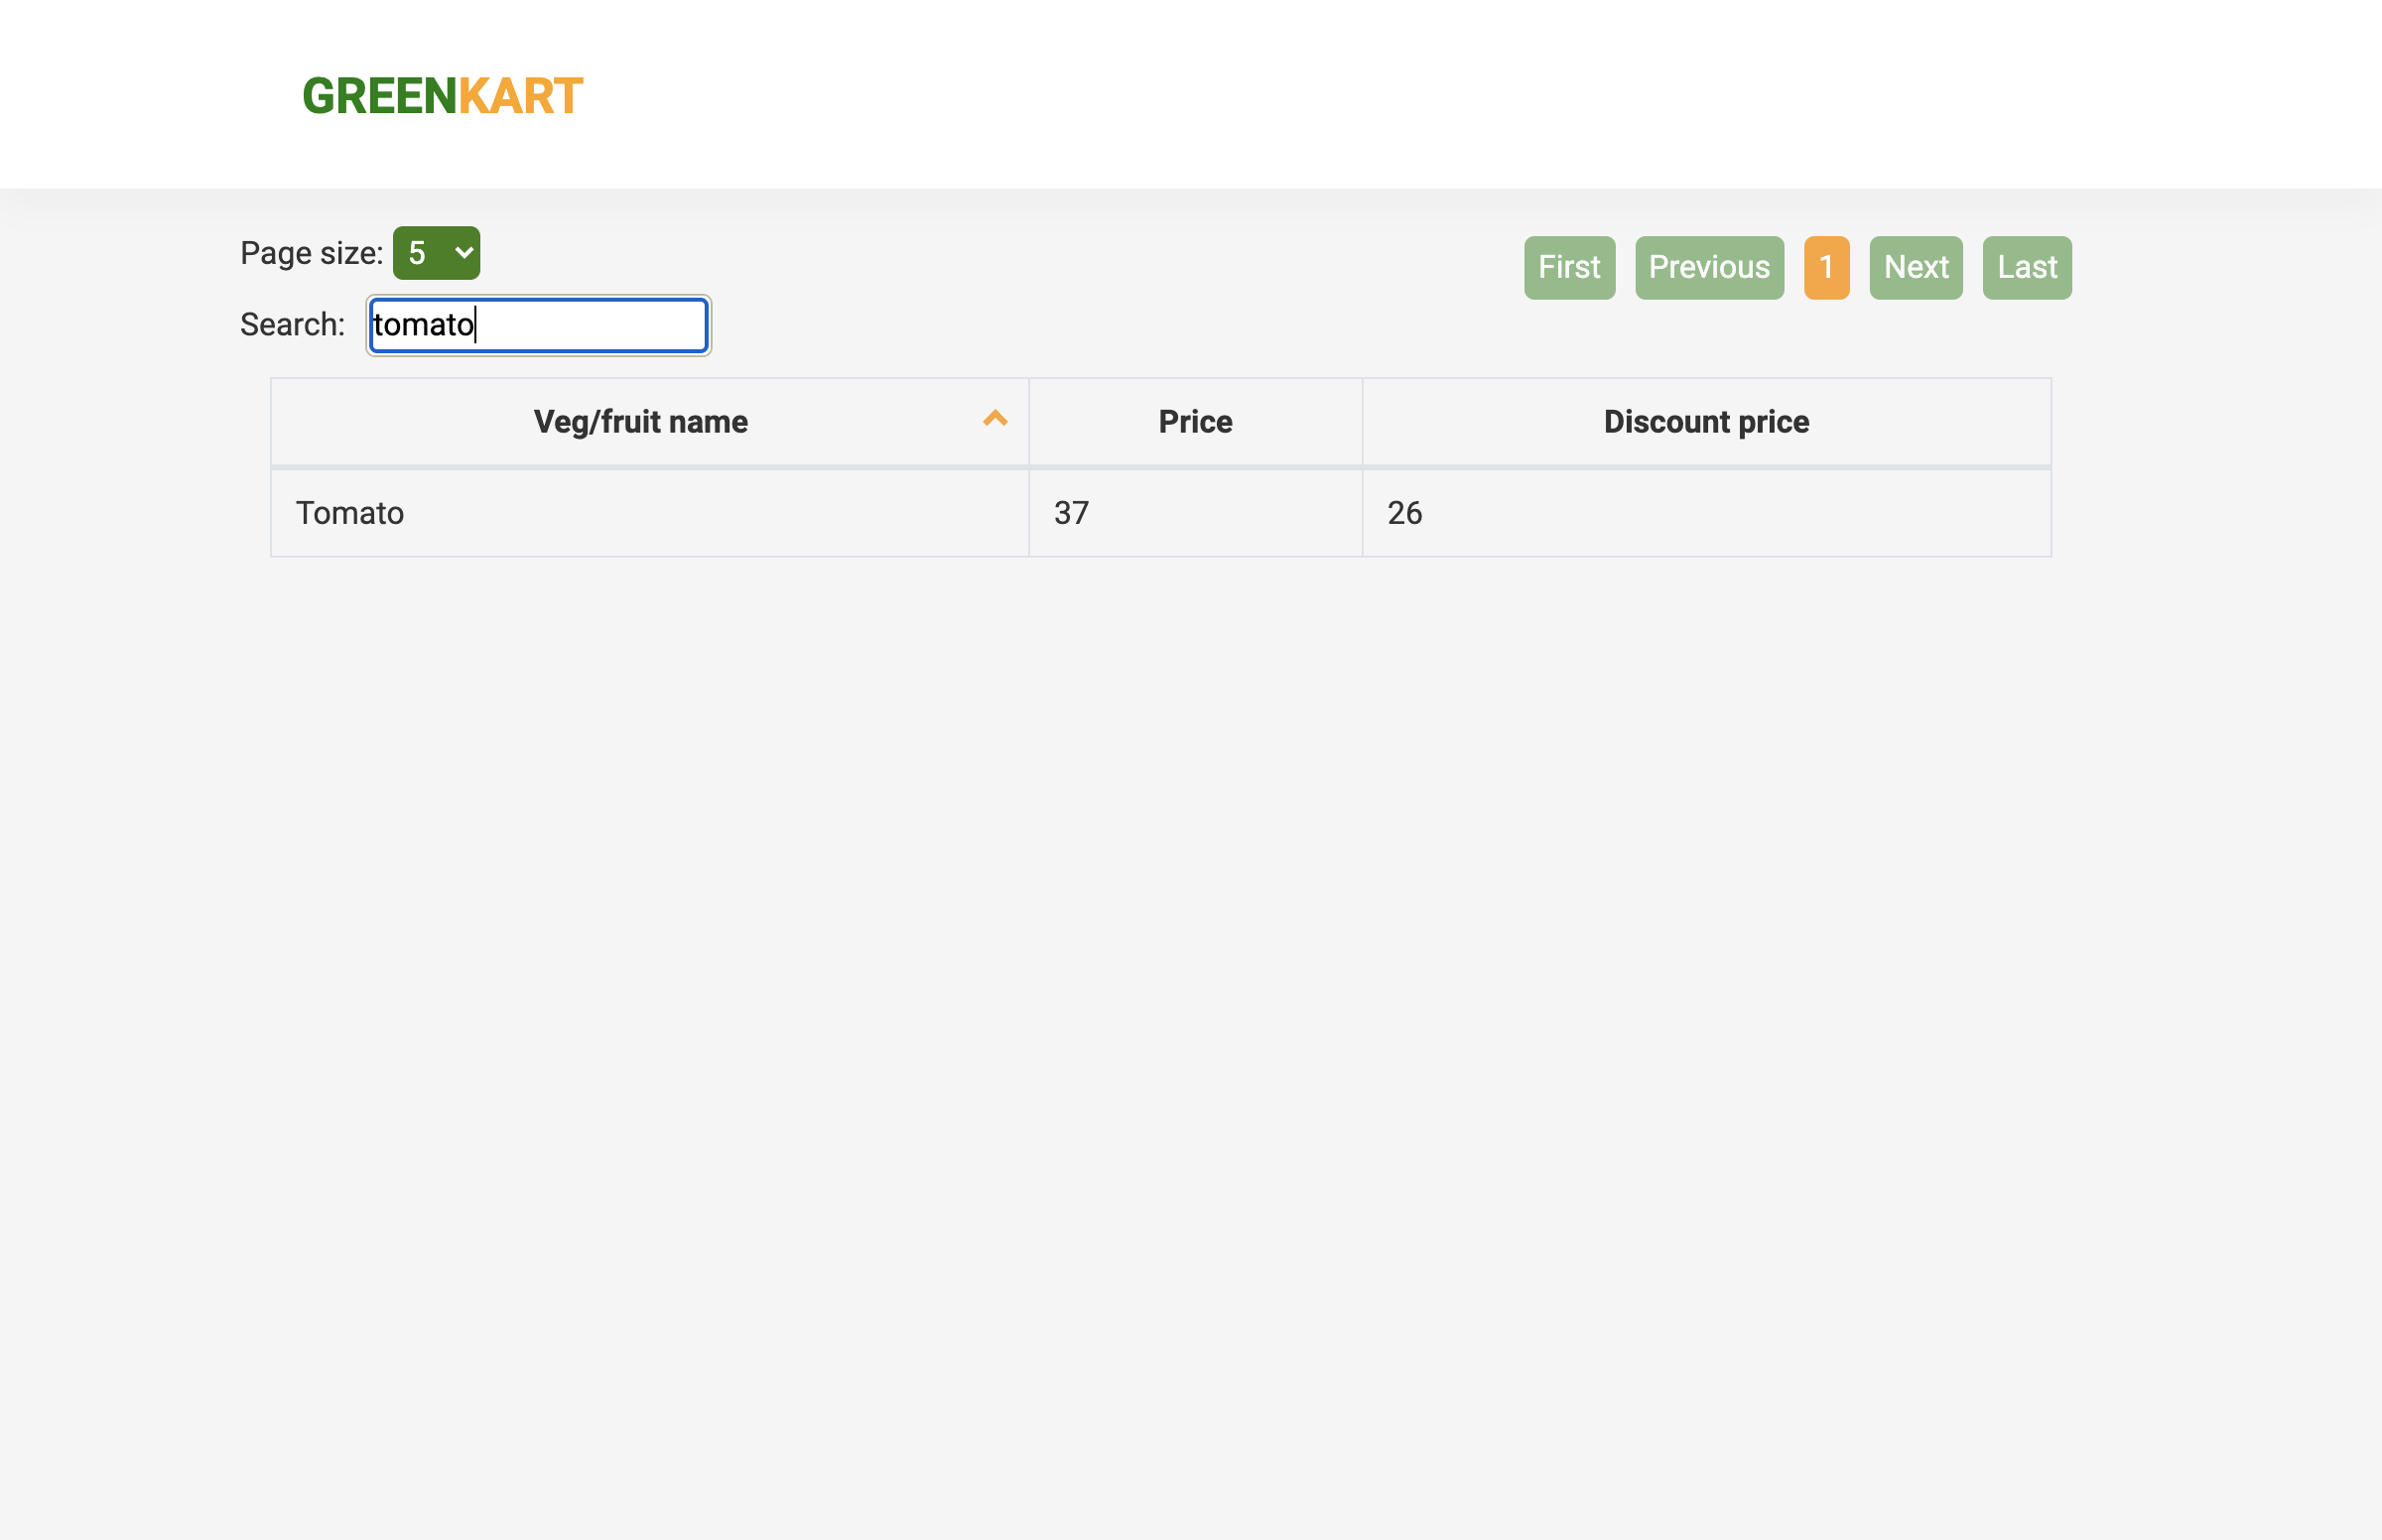 GREENKART
Page size: 5
First Previous 1 Next Last
Search: tomato
Veg/fruit name Price Discount price
Tomato 37 26